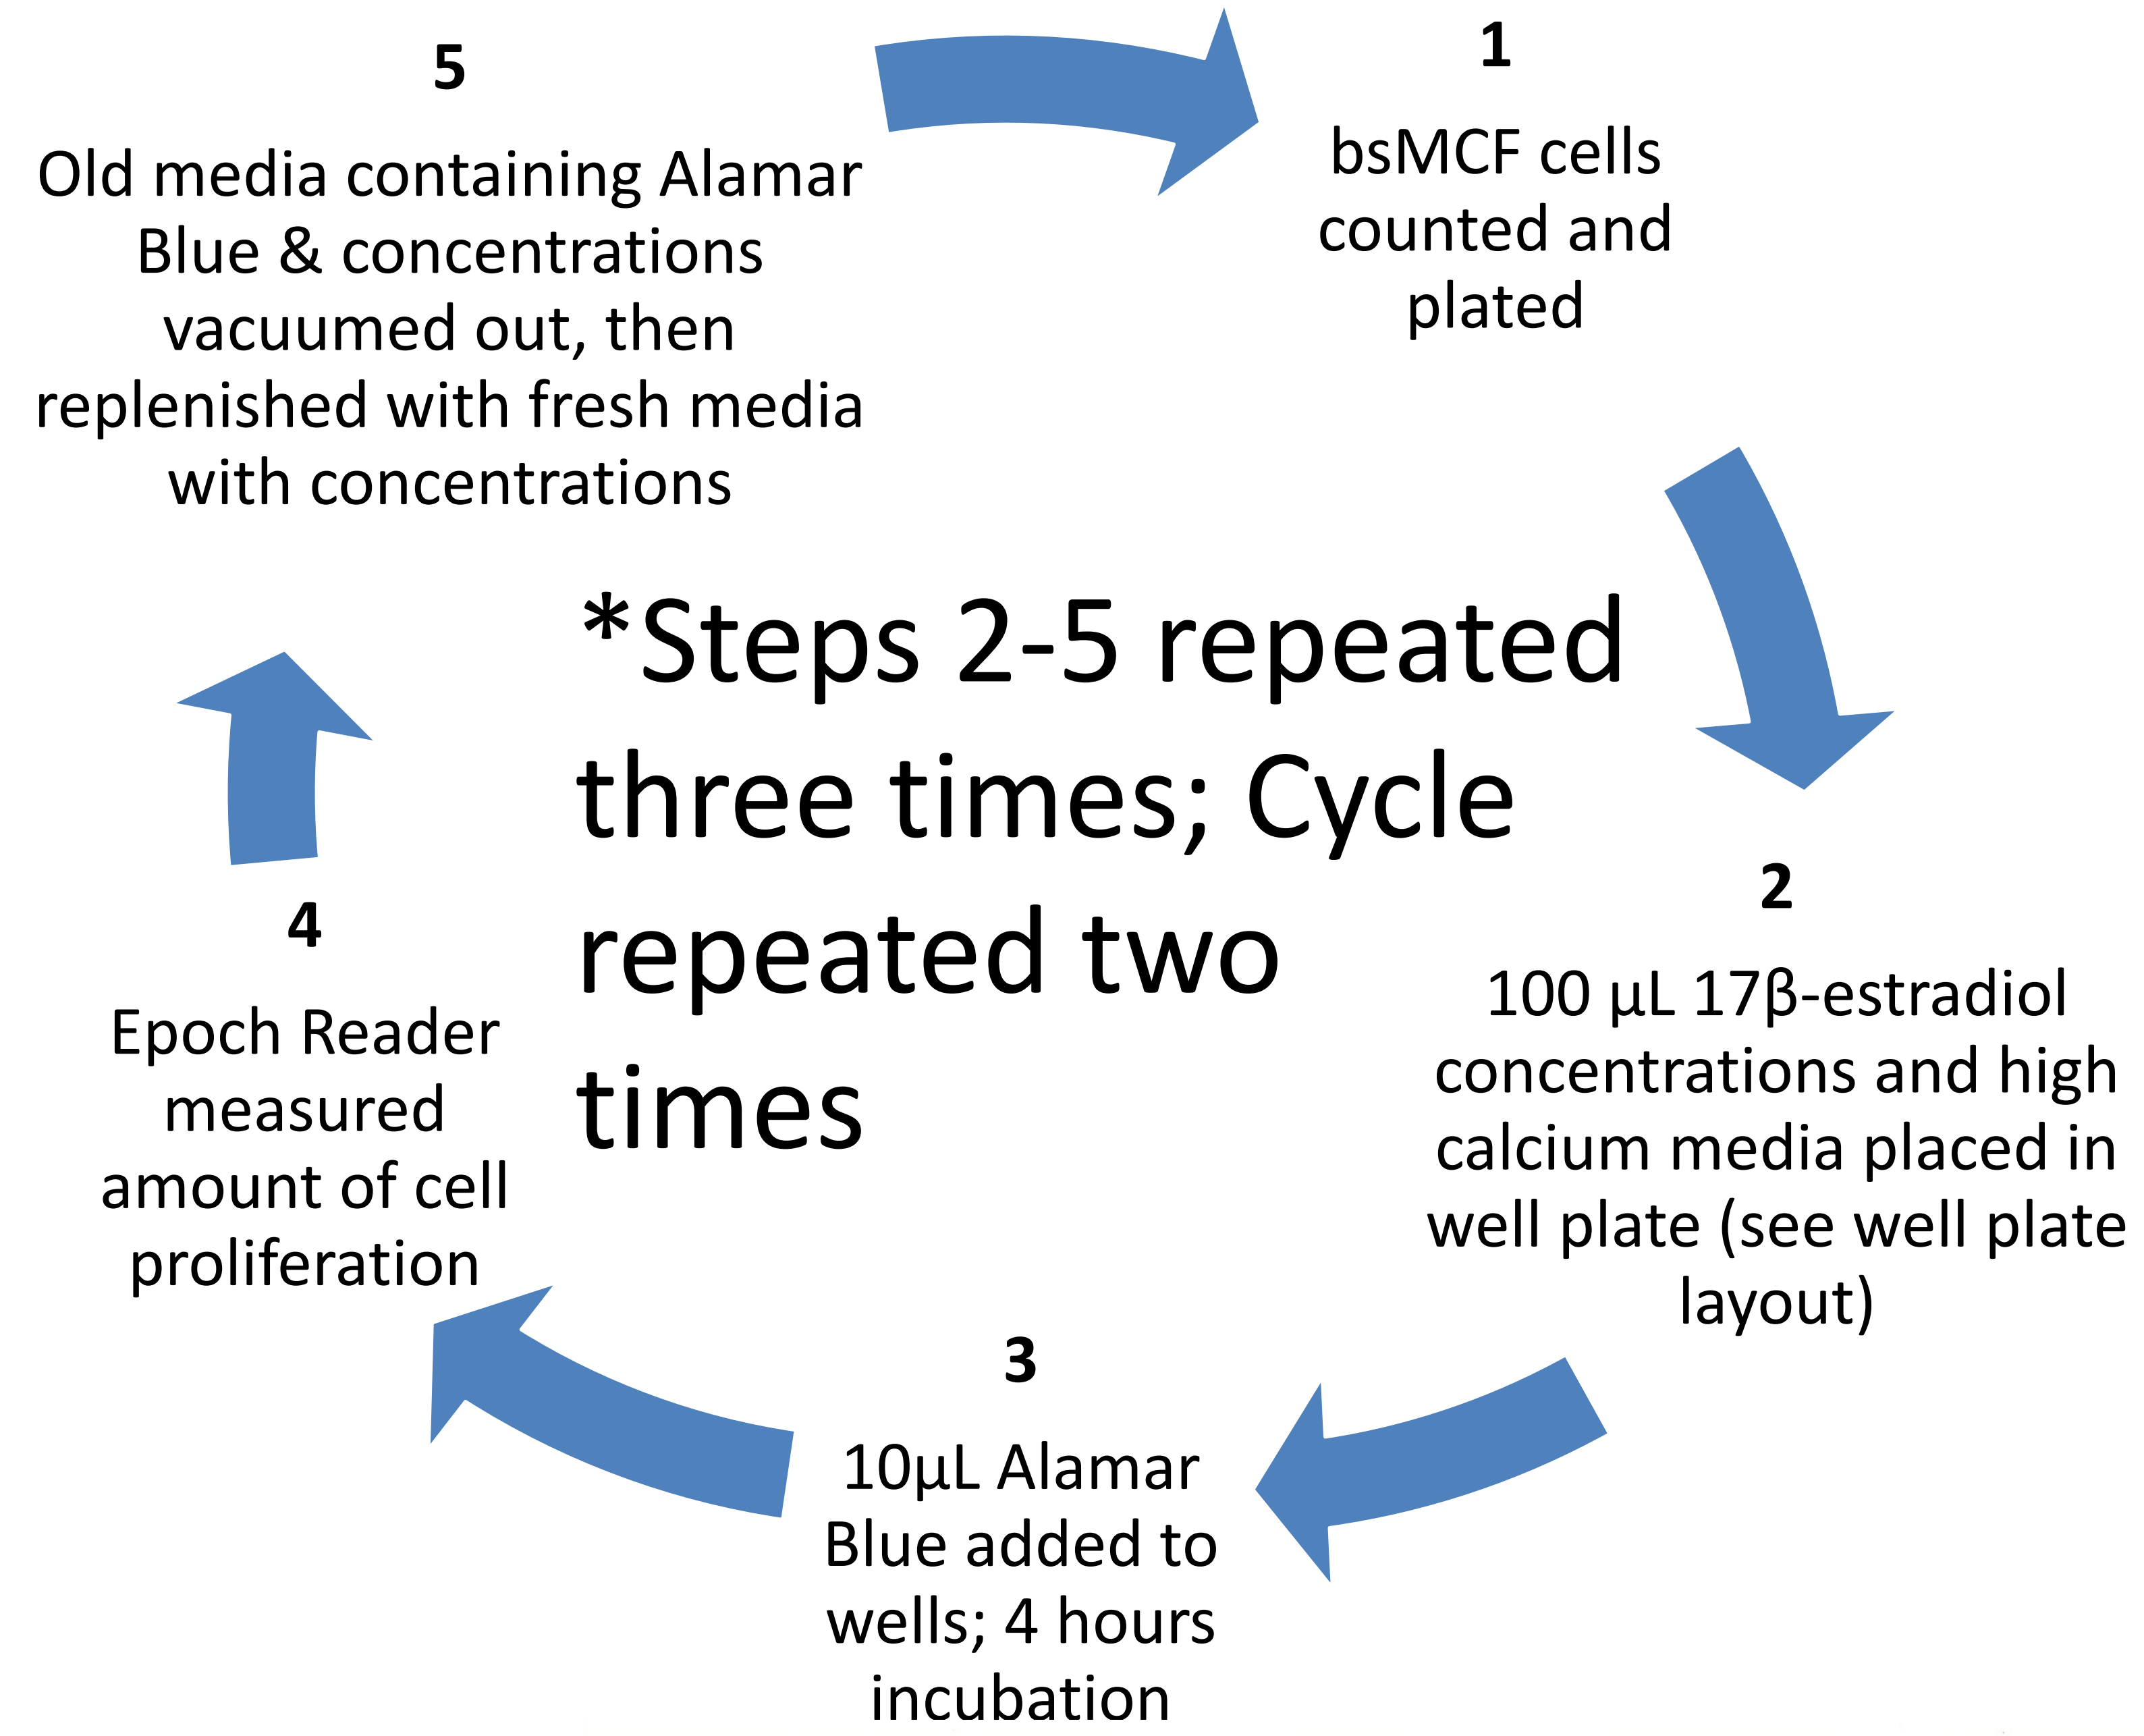 1
bsMCF cells
counted and
plated
2
100 µL 17β-estradiol
concentrations and high
calcium media placed in
well plate (see well plate
layout)
3
10µL Alamar
Blue added to
wells; 4 hours
incubation
4
Epoch Reader
measured
amount of cell
proliferation
5
Old media containing Alamar
Blue & concentrations
vacuumed out, then
replenished with fresh media
with concentrations
*Steps 2-5 repeated
three times; Cycle
repeated two
times